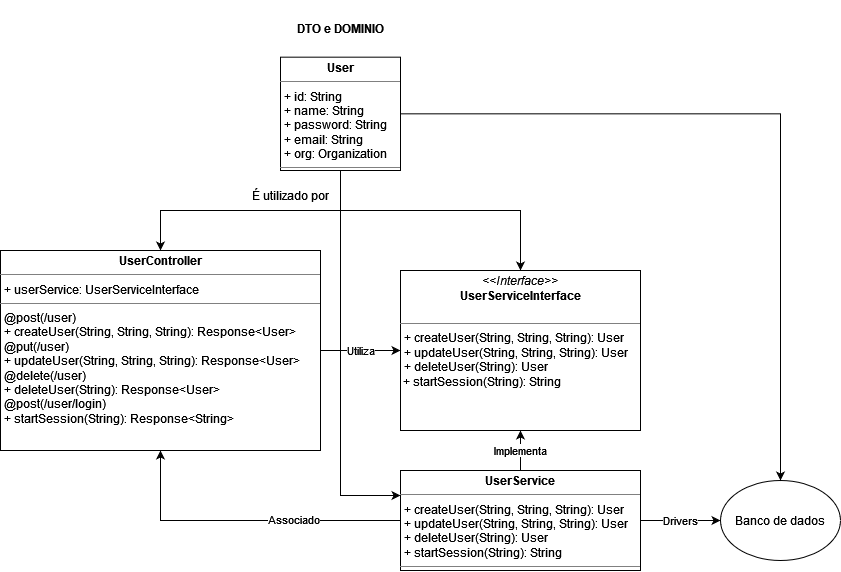 DTO e DOMINIO
User
+ id: String
+ name: String
+ password: String
+ email: String
+ org: Organization
É utilizado por
UserController
+ userService: UserServiceInterface
@post(/user)
+ createUser(String, String, String): Response<User>
@put(/user)
+ updateUser(String, String, String): Response<User>
@delete(/user)
+ deleteUser(String): Response<User>
@post(/user/login)
+ startSession(String): Response<String>
Utiliza
<<Interface>>
UserServiceInterface
+ createUser(String, String, String): User
+ updateUser(String, String, String): User
+ deleteUser(String): User
+ startSession(String): String
Implementa
UserService
+ createUser(String, String, String): User
+ updateUser(String, String, String): User
+ deleteUser(String): User
+ startSession(String): String
Associado
Drivers
Banco de dados